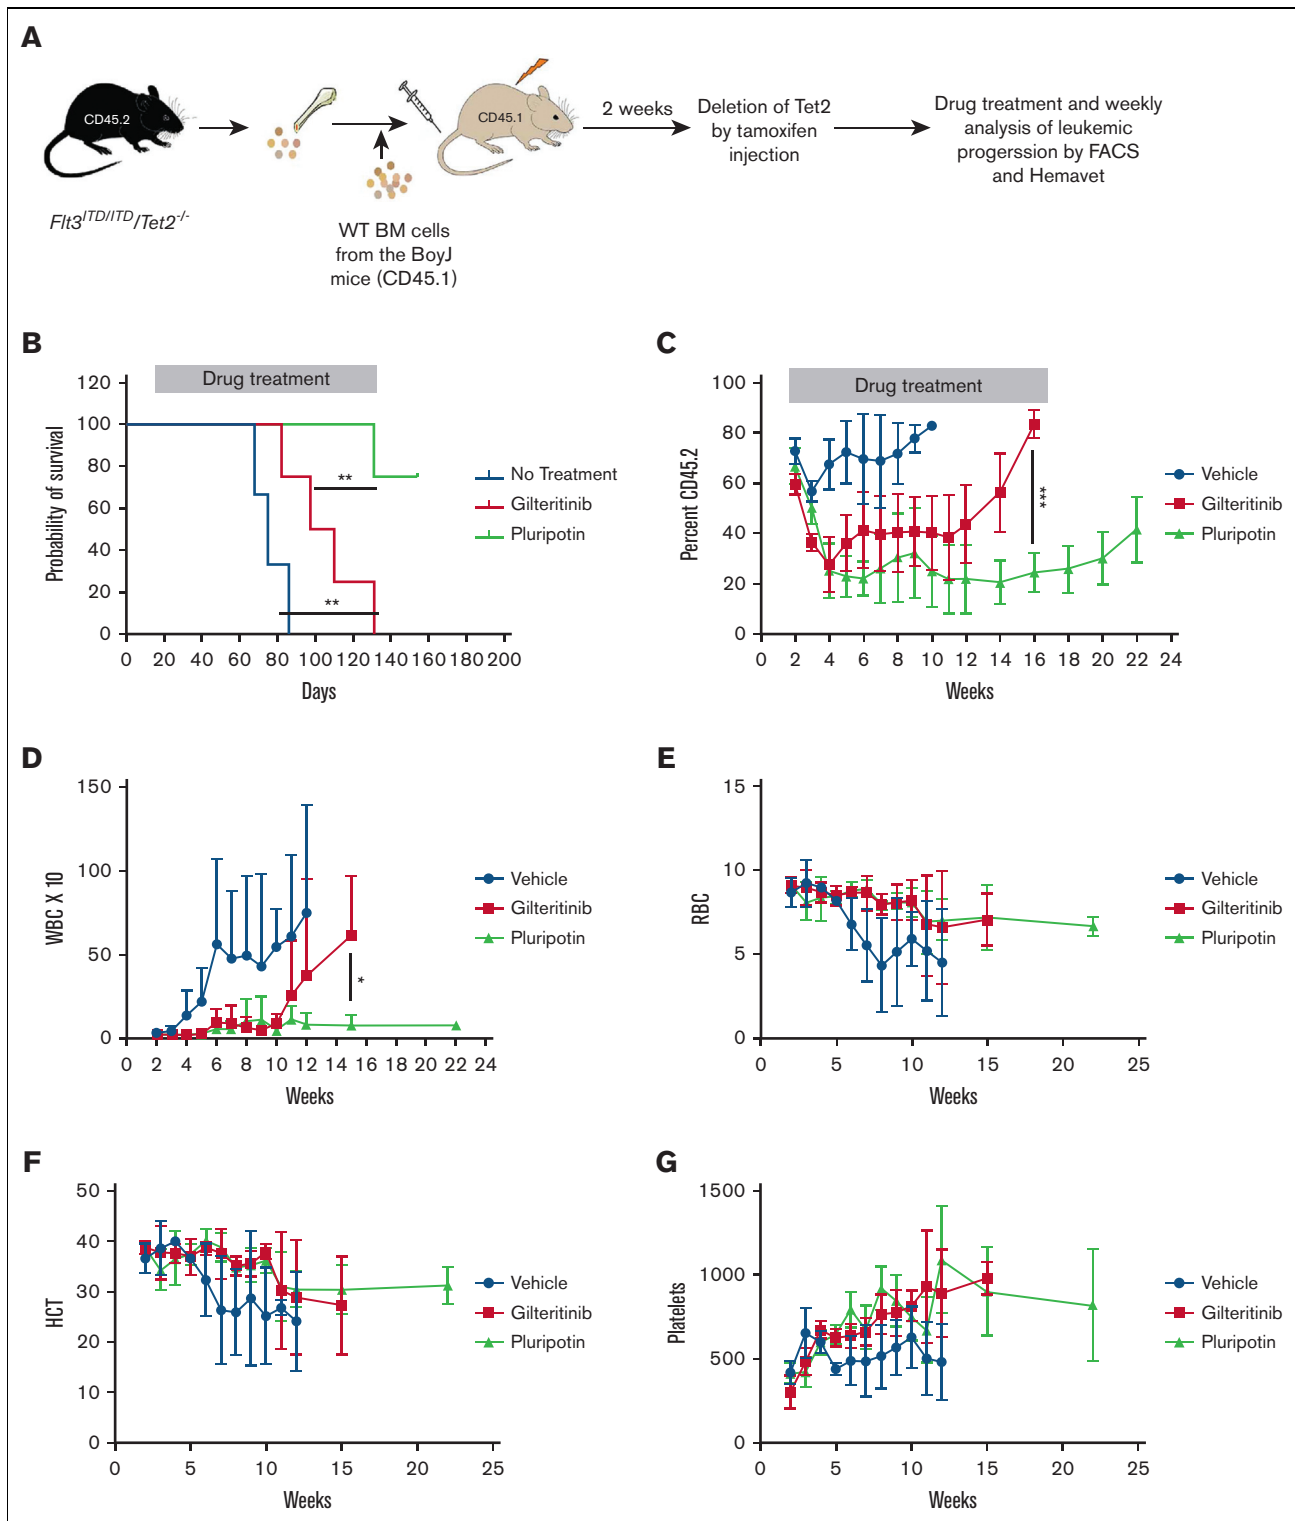 A
CD45.2
Flt3ITD/ITD/Tet2-/-
CD45.1
WT BM cells
from the BoyJ
mice (CD45.1)
2 weeks
Deletion of Tet2
by tamoxifen
injection
Drug treatment and weekly
analysis of leukemic
progerssion by FACS
and Hemavet
B
Drug treatment
Probability of survival
120
100
80
60
40
20
0
**
**
0 20 40 60 80 100 120 140 160 180 200
Days
No Treatment
Gilteritinib
Pluripotin
C
Drug treatment
Percent CD45.2
100
80
60
40
20
0
***
0 2 4 6 8 10 12 14 16 18 20 22 24
Weeks
Vehicle
Gilteritinib
Pluripotin
D
WBC X 10
150
100
50
0
*
0 2 4 6 8 10 12 14 16 18 20 22 24
Weeks
Vehicle
Gilteritinib
Pluripotin
E
RBC
15
10
5
0
0 5 10 15 20 25
Weeks
Vehicle
Gilteritinib
Pluripotin
F
HCT
50
40
30
20
10
0
0 5 10 15 20 25
Weeks
Vehicle
Gilteritinib
Pluripotin
G
Platelets
1500
1000
500
0
0 5 10 15 20 25
Weeks
Vehicle
Gilteritinib
Pluripotin